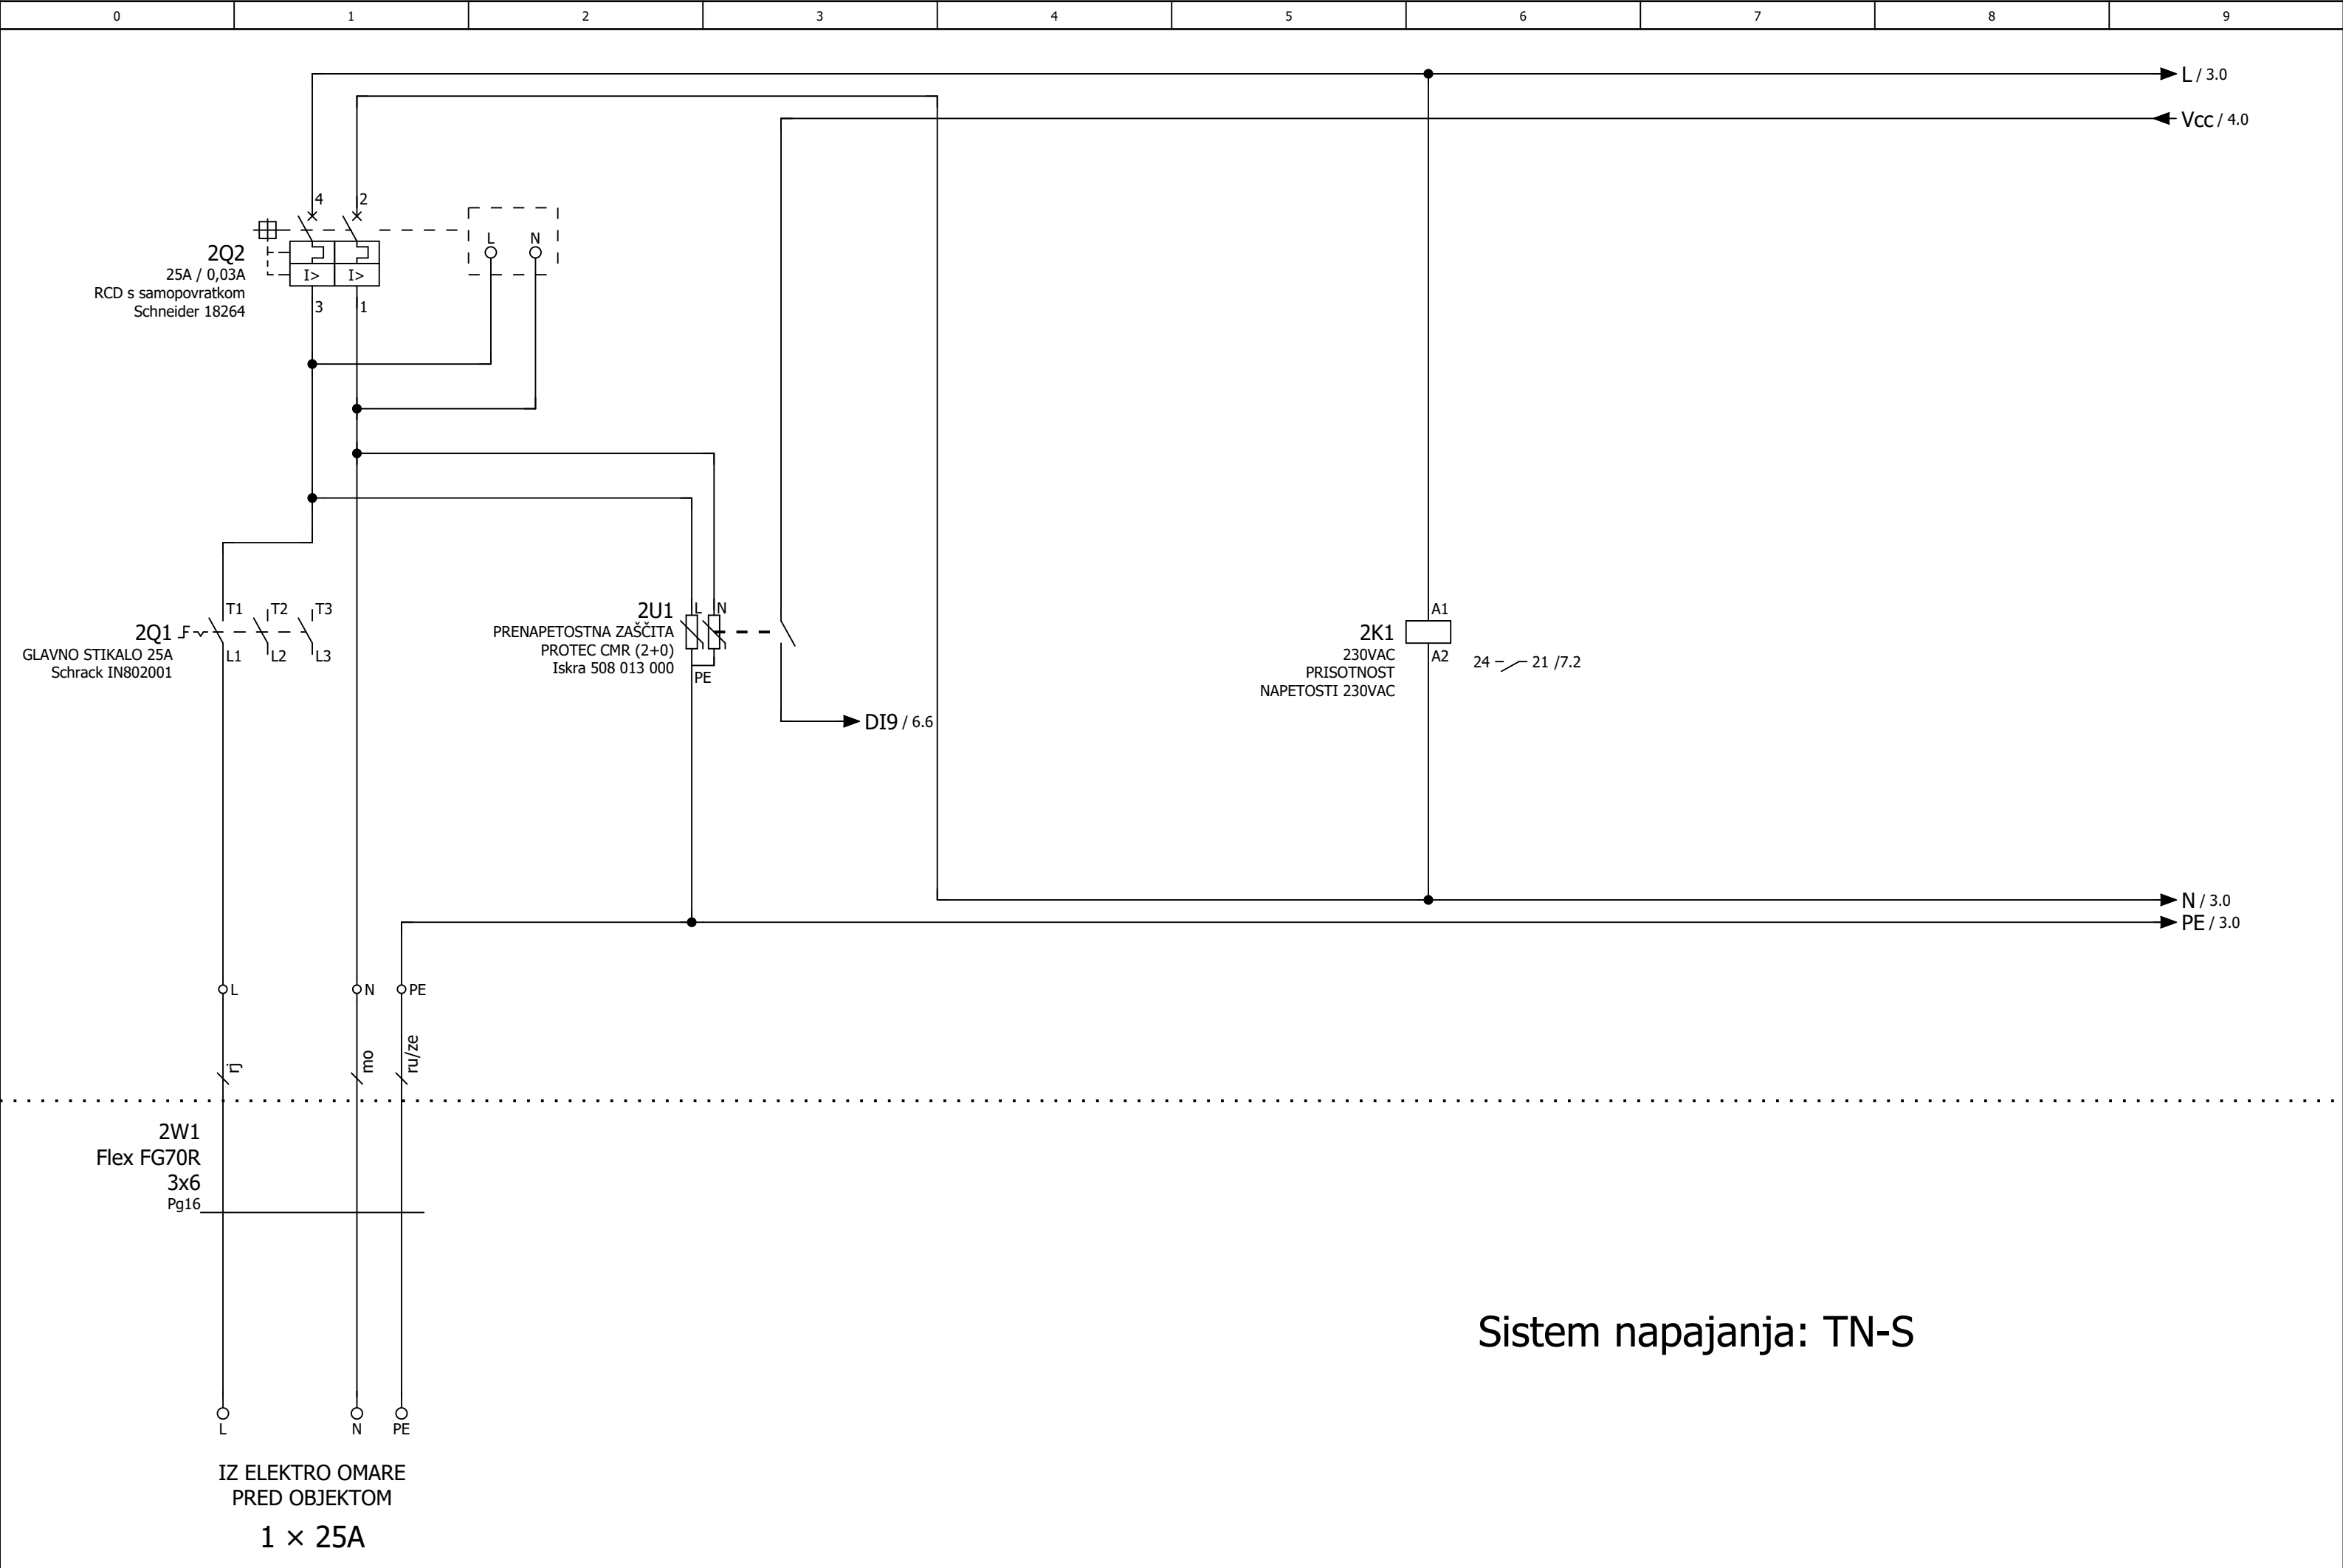 0 1 2 3 4 5 6 7 8 9
L / 3.0
Vcc / 4.0
4 2
2Q2
25A / 0,03A
RCD s samopovratkom
Schneider 18264
I> I>
3 1
L N
2Q1
GLAVNO STIKALO 25A
Schrack IN802001
T1 T2 T3
L1 L2 L3
2U1
PRENAPETOSTNA ZAŠČITA
PROTEC CMR (2+0)
Iskra 508 013 000
L N
PE
DI9 / 6.6
2K1
230VAC
PRISOTNOST
NAPETOSTI 230VAC
A1
A2
24 21 /7.2
N / 3.0
PE / 3.0
L N PE
rj mo ru/ze
2W1
Flex FG70R
3x6
Pg16
Sistem napajanja: TN-S
L N PE
IZ ELEKTRO OMARE
PRED OBJEKTOM
1 × 25A